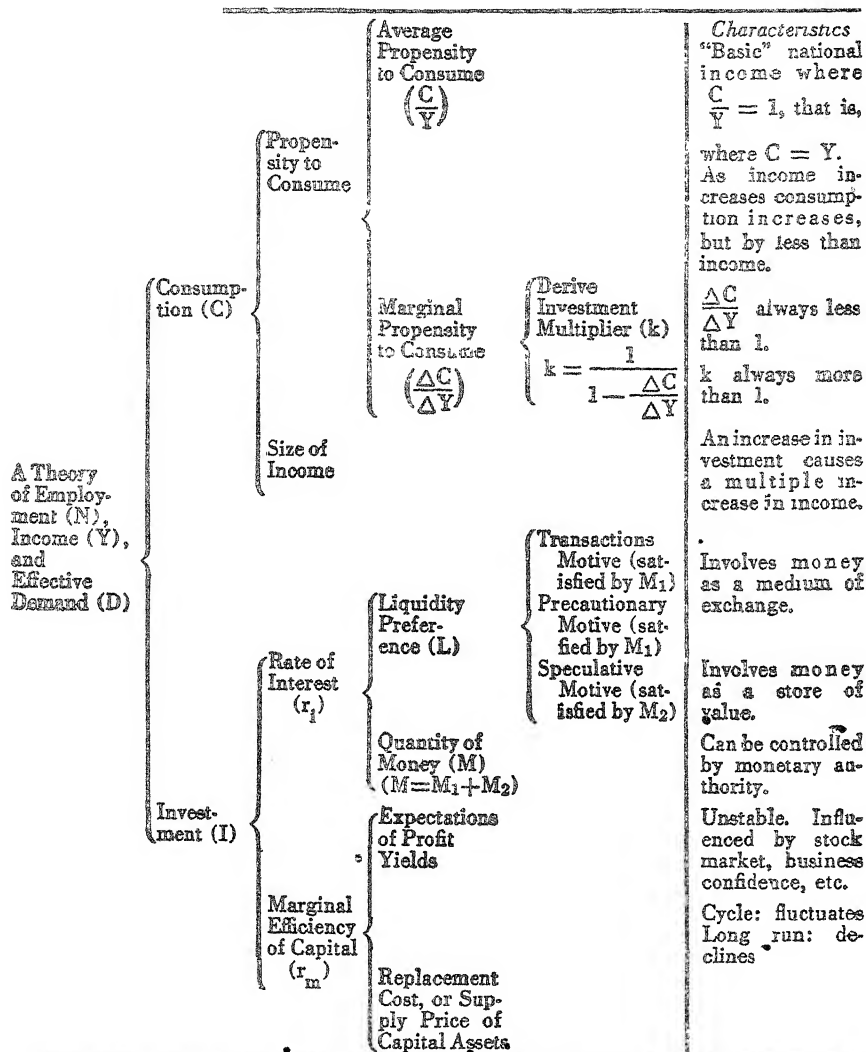 A Theory
of Employ-
ment (N),
Income (Y),
and
Effective
Demand (D)
Consump-
tion (C)
Propen-
sity to
Consume
Average
Propensity
to Consume
(C/Y)
Marginal
Propensity
to Consume
(ΔC/ΔY)
Derive
Investment
Multiplier (k)
k = 1/(1 − ΔC/ΔY)
Size of
Income
Invest-
ment (I)
Rate of
Interest
(r_i)
Liquidity
Prefer-
ence (L)
Transactions
Motive (sat-
isfied by M₁)
Precautionary
Motive (sat-
fied by M₁)
Speculative
Motive (sat-
isfied by M₂)
Quantity of
Money (M)
(M=M₁+M₂)
Marginal
Efficiency
of Capital
(r_m)
Expectations
of Profit
Yields
Replacement
Cost, or Sup-
ply Price of
Capital Assets
Characteristics
"Basic" national
income where
C/Y = 1, that is,
where C = Y.
As income in-
creases consump-
tion increases,
but by less than
income.
ΔC/ΔY always less
than 1.
k always more
than 1.
An increase in in-
vestment causes
a multiple in-
crease in income.
Involves money
as a medium of
exchange.
Involves money
as a store of
value.
Can be controlled
by monetary au-
thority.
Unstable. Influ-
enced by stock
market, business
confidence, etc.
Cycle: fluctuates
Long run: de-
clines